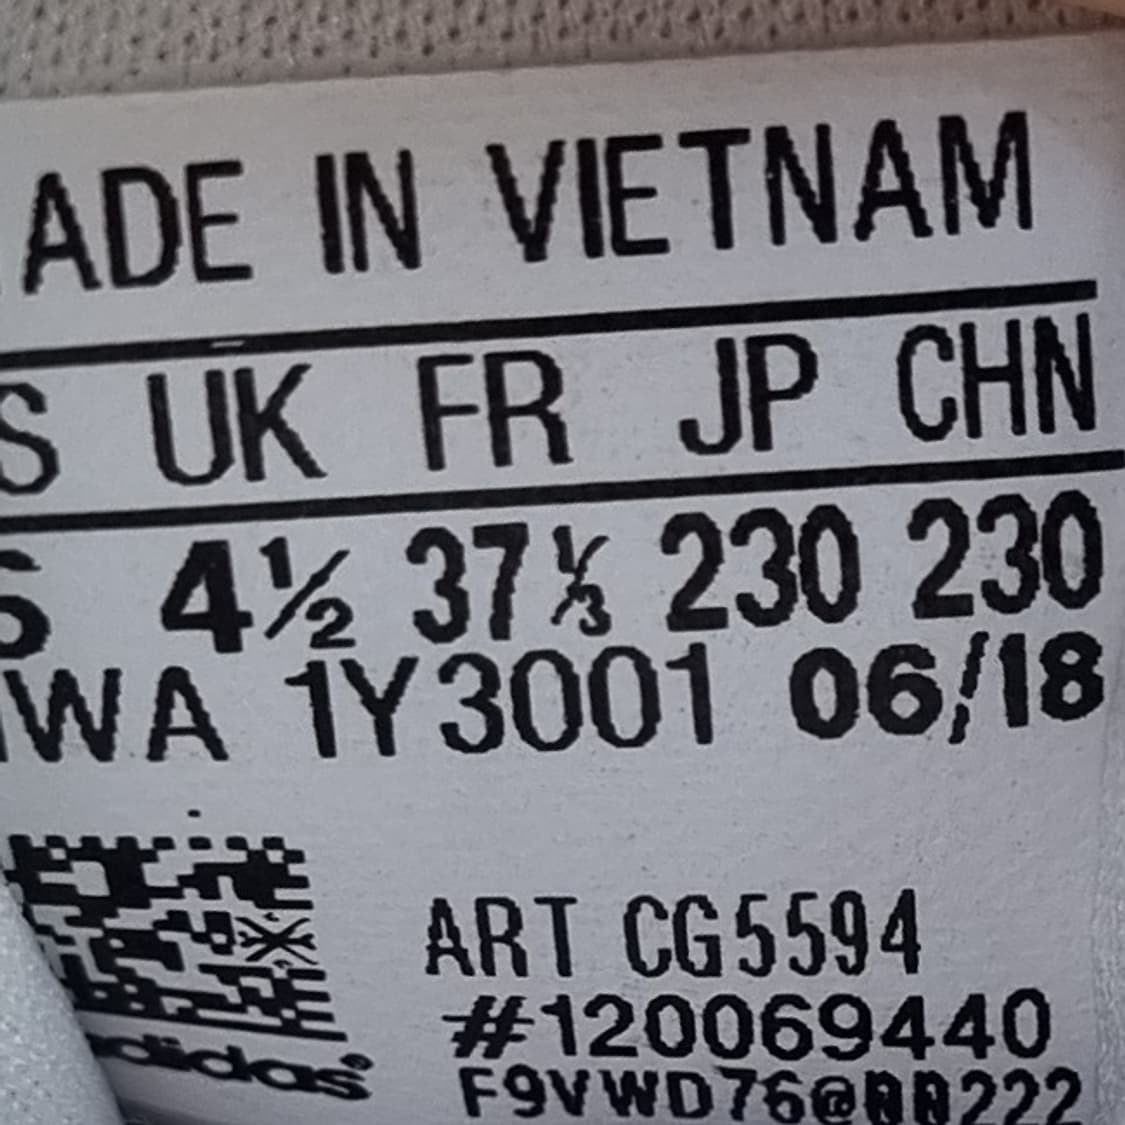 ADE IN VIETNAM
S UK FR JP CHN
5 4½ 37⅓ 230 230
WA 1Y3001 06/18
ART CG5594
#120069440
adidas